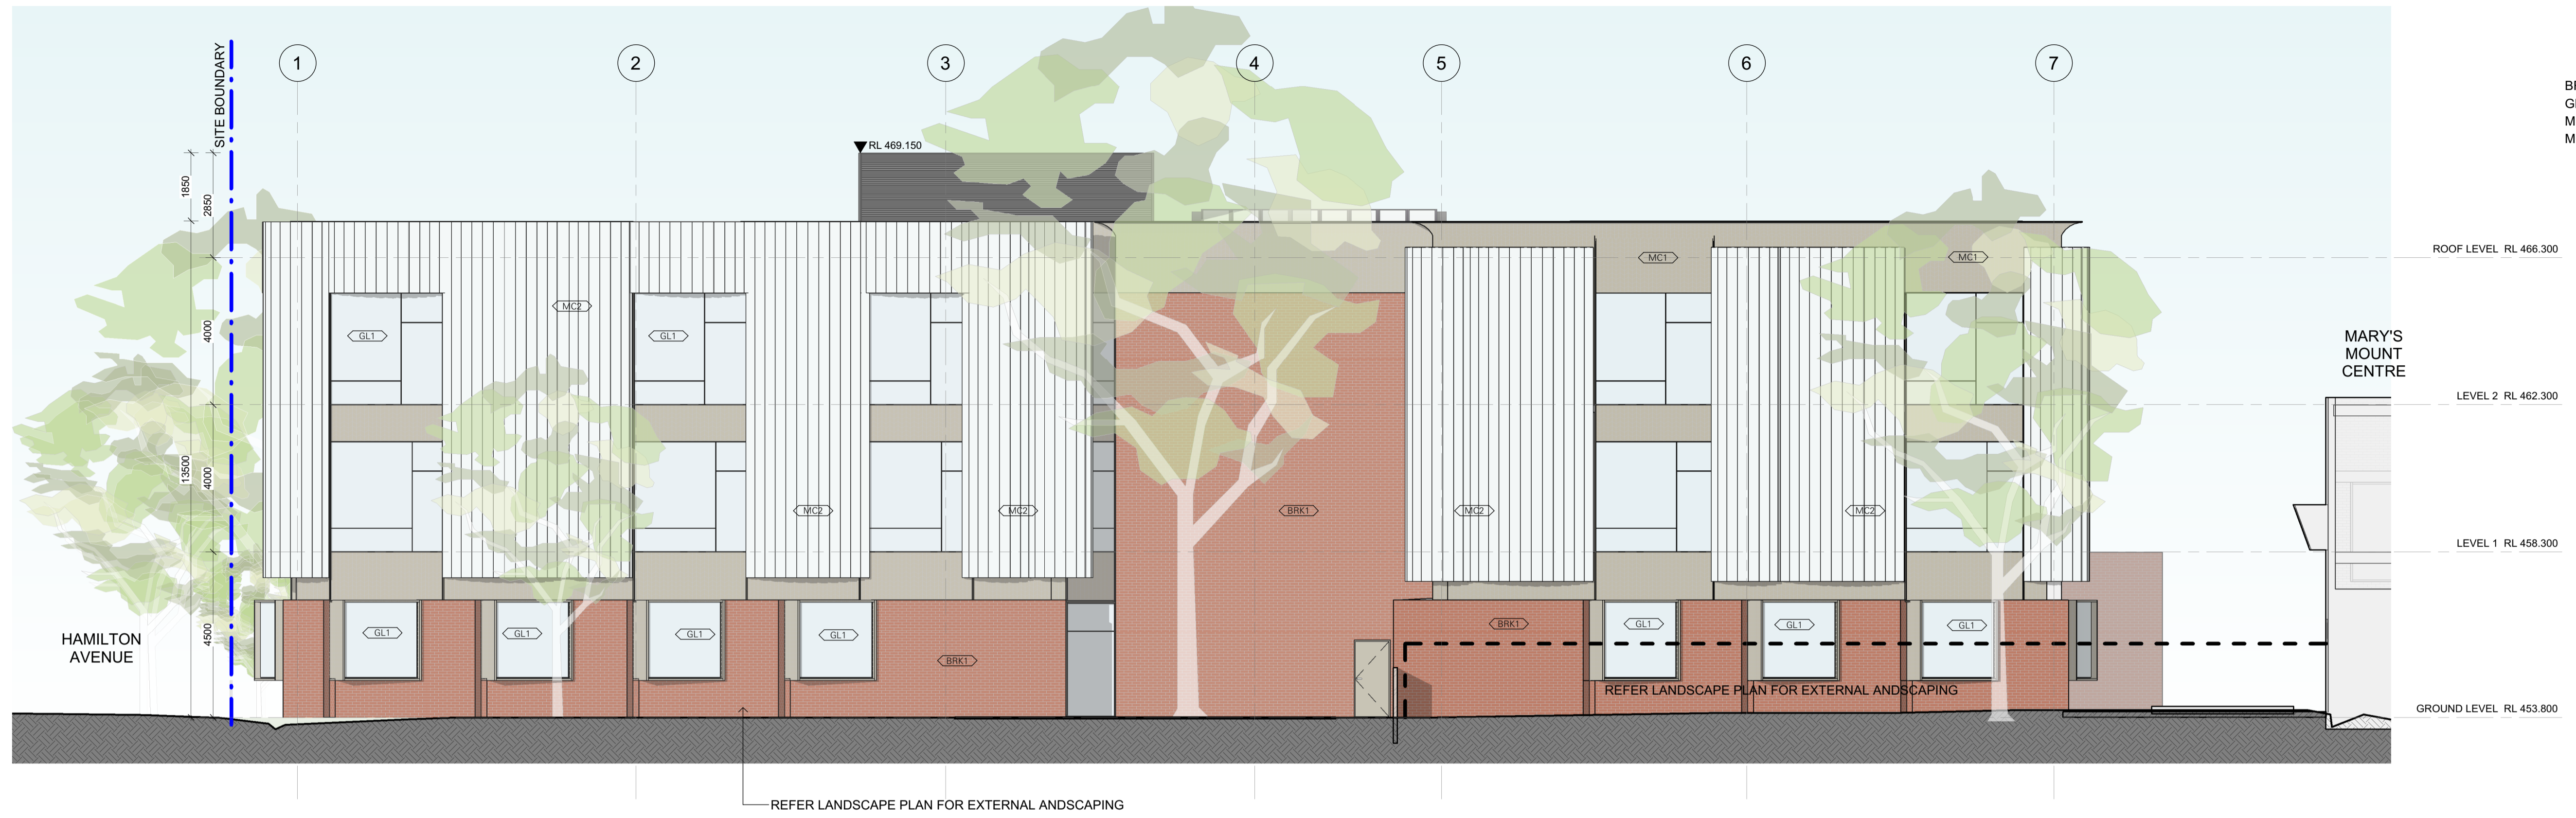 SITE BOUNDARY
1
2
3
4
5
6
7
BR
GL
M
M
RL 469.150
1850
2850
4000
13500
4000
4500
ROOF LEVEL RL 466.300
MC1
MC1
MC2
GL1
GL1
MARY'S
MOUNT
CENTRE
LEVEL 2 RL 462.300
MC2
MC2
BRK1
MC2
MC2
LEVEL 1 RL 458.300
HAMILTON
AVENUE
GL1
GL1
GL1
GL1
BRK1
BRK1
GL1
GL1
GL1
REFER LANDSCAPE PLAN FOR EXTERNAL ANDSCAPING
GROUND LEVEL RL 453.800
REFER LANDSCAPE PLAN FOR EXTERNAL ANDSCAPING